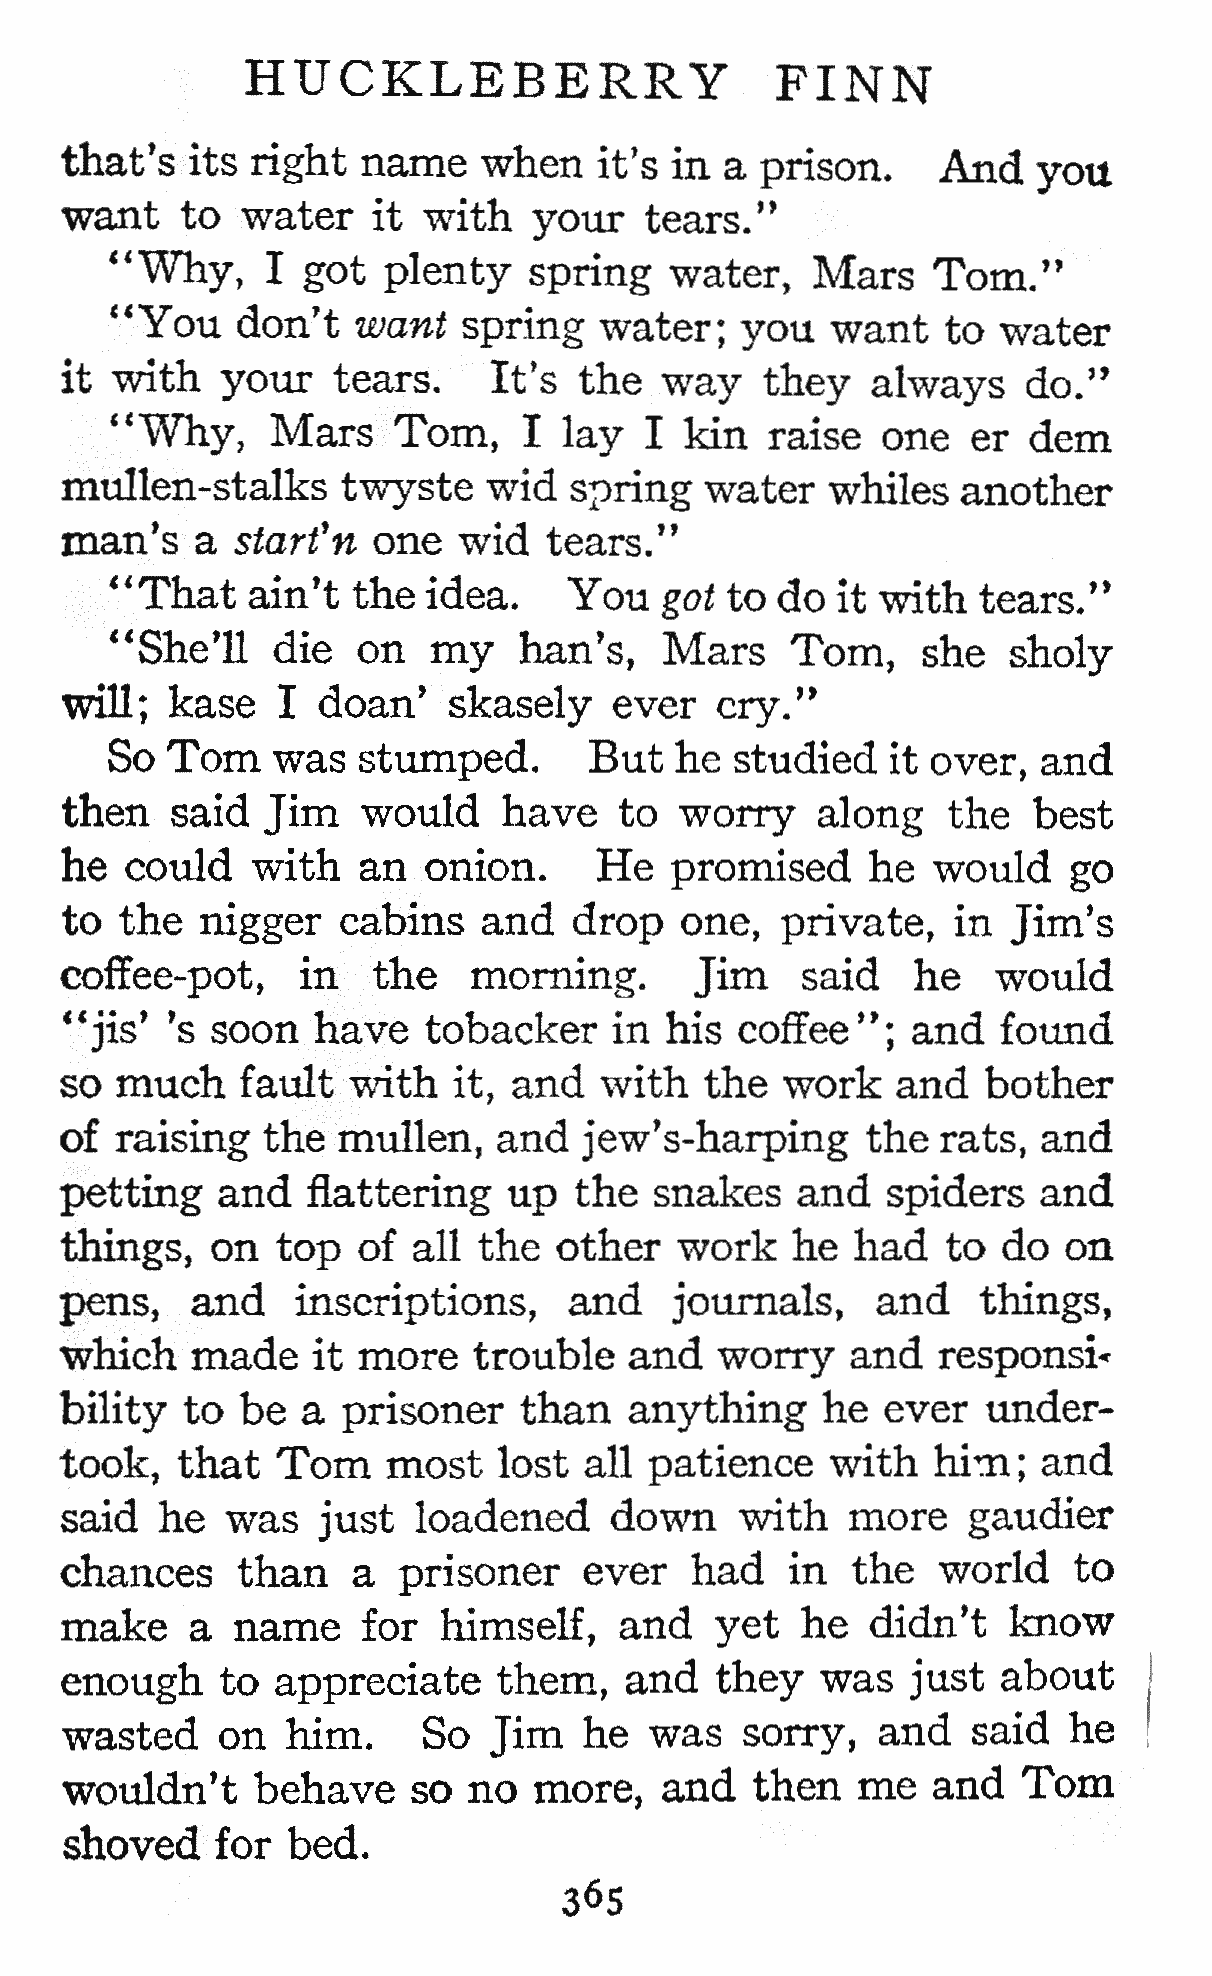 HUCKLEBERRY FINN
that's its right name when it's in a prison. And you
want to water it with your tears."
"Why, I got plenty spring water, Mars Tom."
"You don't want spring water; you want to water
it with your tears. It's the way they always do."
"Why, Mars Tom, I lay I kin raise one er dem
mullen-stalks twyste wid spring water whiles another
man's a start'n one wid tears."
"That ain't the idea. You got to do it with tears."
"She'll die on my han's, Mars Tom, she sholy
will; kase I doan' skasely ever cry."
So Tom was stumped. But he studied it over, and
then said Jim would have to worry along the best
he could with an onion. He promised he would go
to the nigger cabins and drop one, private, in Jim's
coffee-pot, in the morning. Jim said he would
"jis' 's soon have tobacker in his coffee"; and found
so much fault with it, and with the work and bother
of raising the mullen, and jew's-harping the rats, and
petting and flattering up the snakes and spiders and
things, on top of all the other work he had to do on
pens, and inscriptions, and journals, and things,
which made it more trouble and worry and responsi-
bility to be a prisoner than anything he ever under-
took, that Tom most lost all patience with him; and
said he was just loadened down with more gaudier
chances than a prisoner ever had in the world to
make a name for himself, and yet he didn't know
enough to appreciate them, and they was just about
wasted on him. So Jim he was sorry, and said he
wouldn't behave so no more, and then me and Tom
shoved for bed.
365